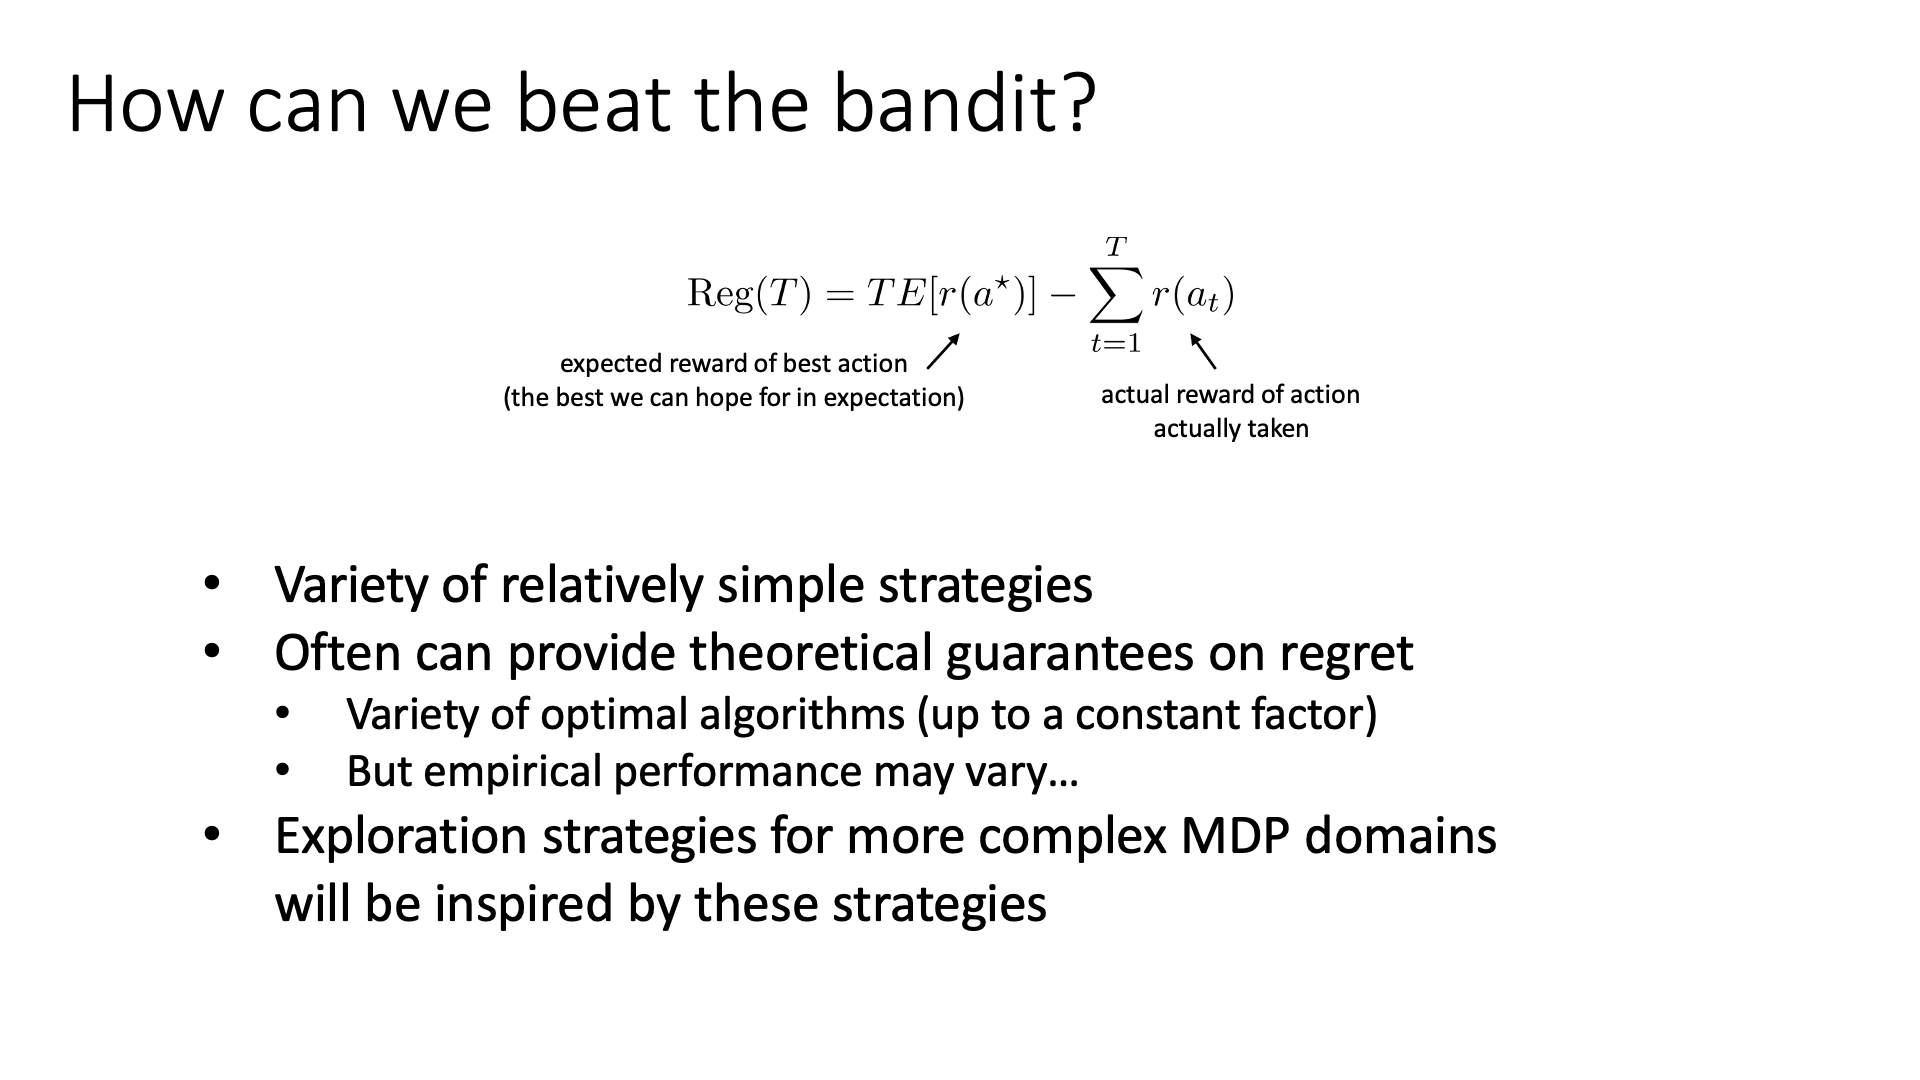 How can we beat the bandit?
Reg(T) = TE[r(a⋆)] − ∑_{t=1}^{T} r(a_t)
expected reward of best action
(the best we can hope for in expectation)
actual reward of action
actually taken
• Variety of relatively simple strategies
• Often can provide theoretical guarantees on regret
• Variety of optimal algorithms (up to a constant factor)
• But empirical performance may vary…
• Exploration strategies for more complex MDP domains
will be inspired by these strategies